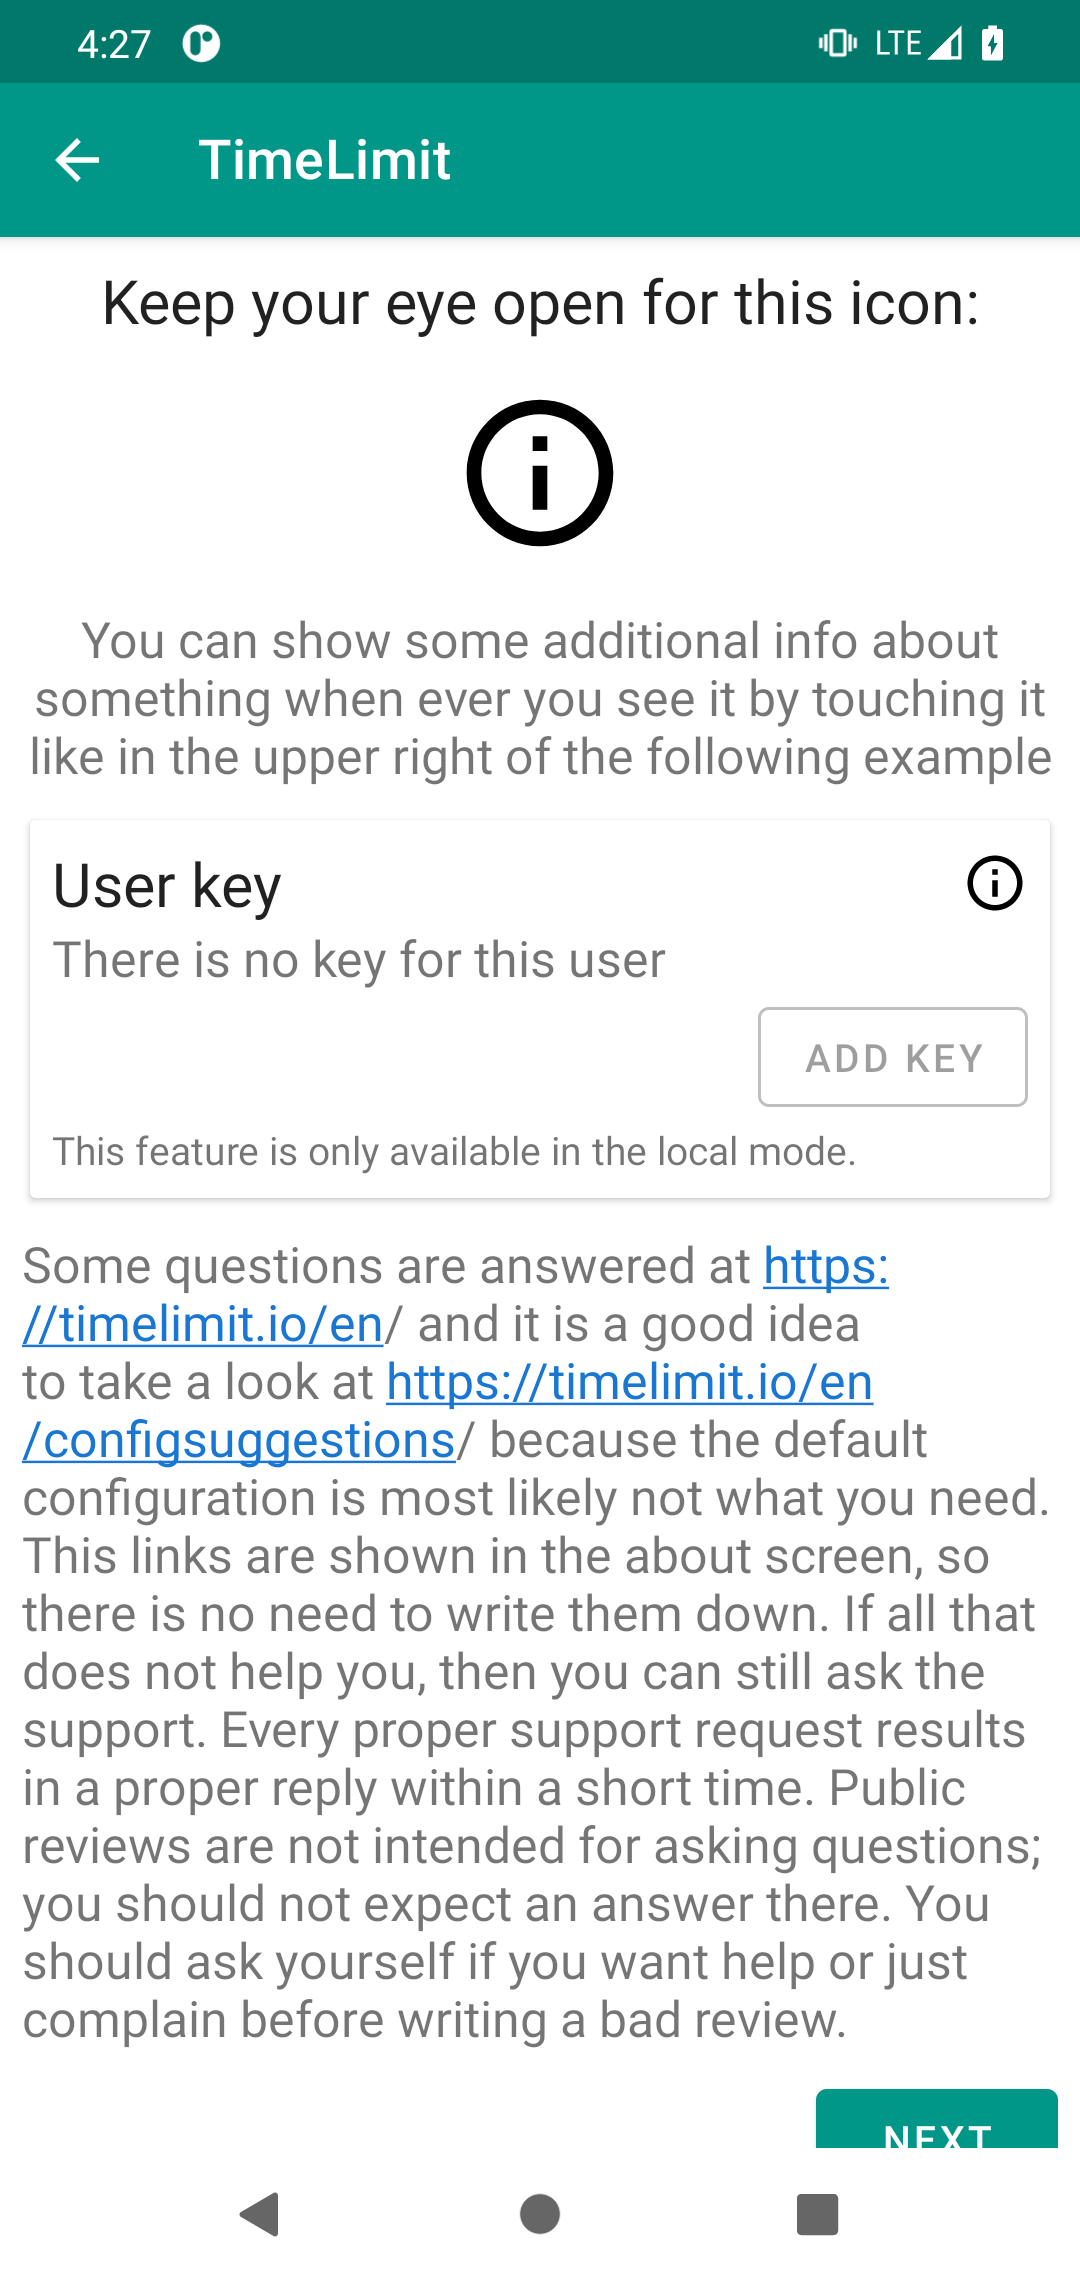 4:27
LTE
TimeLimit
Keep your eye open for this icon:
You can show some additional info about
something when ever you see it by touching it
like in the upper right of the following example
User key
There is no key for this user
ADD KEY
This feature is only available in the local mode.
Some questions are answered at https:
//timelimit.io/en/ and it is a good idea
to take a look at https://timelimit.io/en
/configsuggestions/ because the default
configuration is most likely not what you need.
This links are shown in the about screen, so
there is no need to write them down. If all that
does not help you, then you can still ask the
support. Every proper support request results
in a proper reply within a short time. Public
reviews are not intended for asking questions;
you should not expect an answer there. You
should ask yourself if you want help or just
complain before writing a bad review.
NEXT